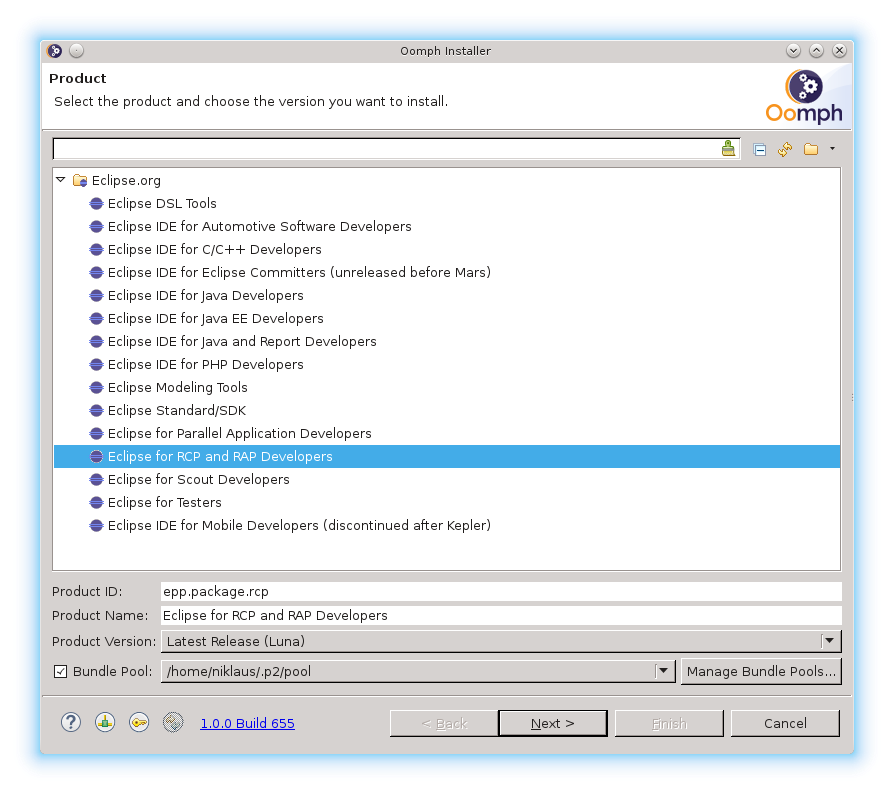 Oomph Installer
Product
Select the product and choose the version you want to install.
Oomph
Eclipse.org
Eclipse DSL Tools
Eclipse IDE for Automotive Software Developers
Eclipse IDE for C/C++ Developers
Eclipse IDE for Eclipse Committers (unreleased before Mars)
Eclipse IDE for Java Developers
Eclipse IDE for Java EE Developers
Eclipse IDE for Java and Report Developers
Eclipse IDE for PHP Developers
Eclipse Modeling Tools
Eclipse Standard/SDK
Eclipse for Parallel Application Developers
Eclipse for RCP and RAP Developers
Eclipse for Scout Developers
Eclipse for Testers
Eclipse IDE for Mobile Developers (discontinued after Kepler)
Product ID: epp.package.rcp
Product Name: Eclipse for RCP and RAP Developers
Product Version: Latest Release (Luna)
Bundle Pool: /home/niklaus/.p2/pool Manage Bundle Pools...
? 1.0.0 Build 655 < Back Next > Finish Cancel